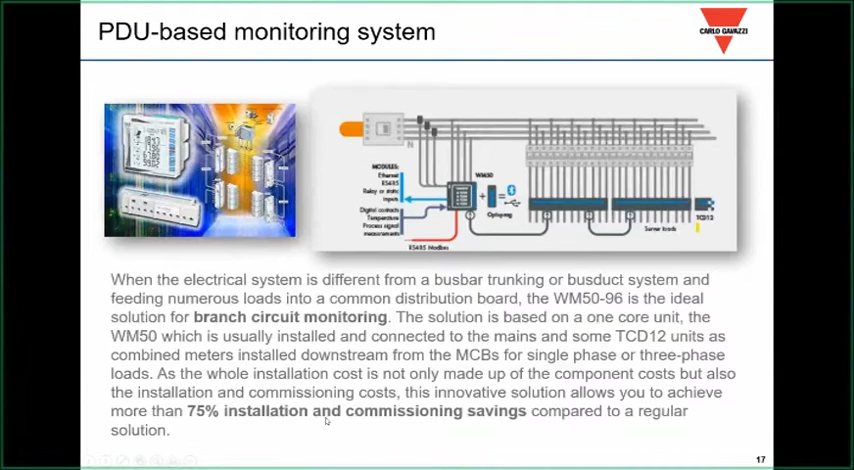 PDU-based monitoring system
CARLO GAVAZZI
N
MODULES:
Ethernet
RS485
Relay or static
inputs
Digital contacts
Temperature
Process signal
measurements
RS485 Modbus
WM50
+
=
Optoprog
Server loads
TCD12
When the electrical system is different from a busbar trunking or busduct system and
feeding numerous loads into a common distribution board, the WM50-96 is the ideal
solution for branch circuit monitoring. The solution is based on a one core unit, the
WM50 which is usually installed and connected to the mains and some TCD12 units as
combined meters installed downstream from the MCBs for single phase or three-phase
loads. As the whole installation cost is not only made up of the component costs but also
the installation and commissioning costs, this innovative solution allows you to achieve
more than 75% installation and commissioning savings compared to a regular
solution.
17